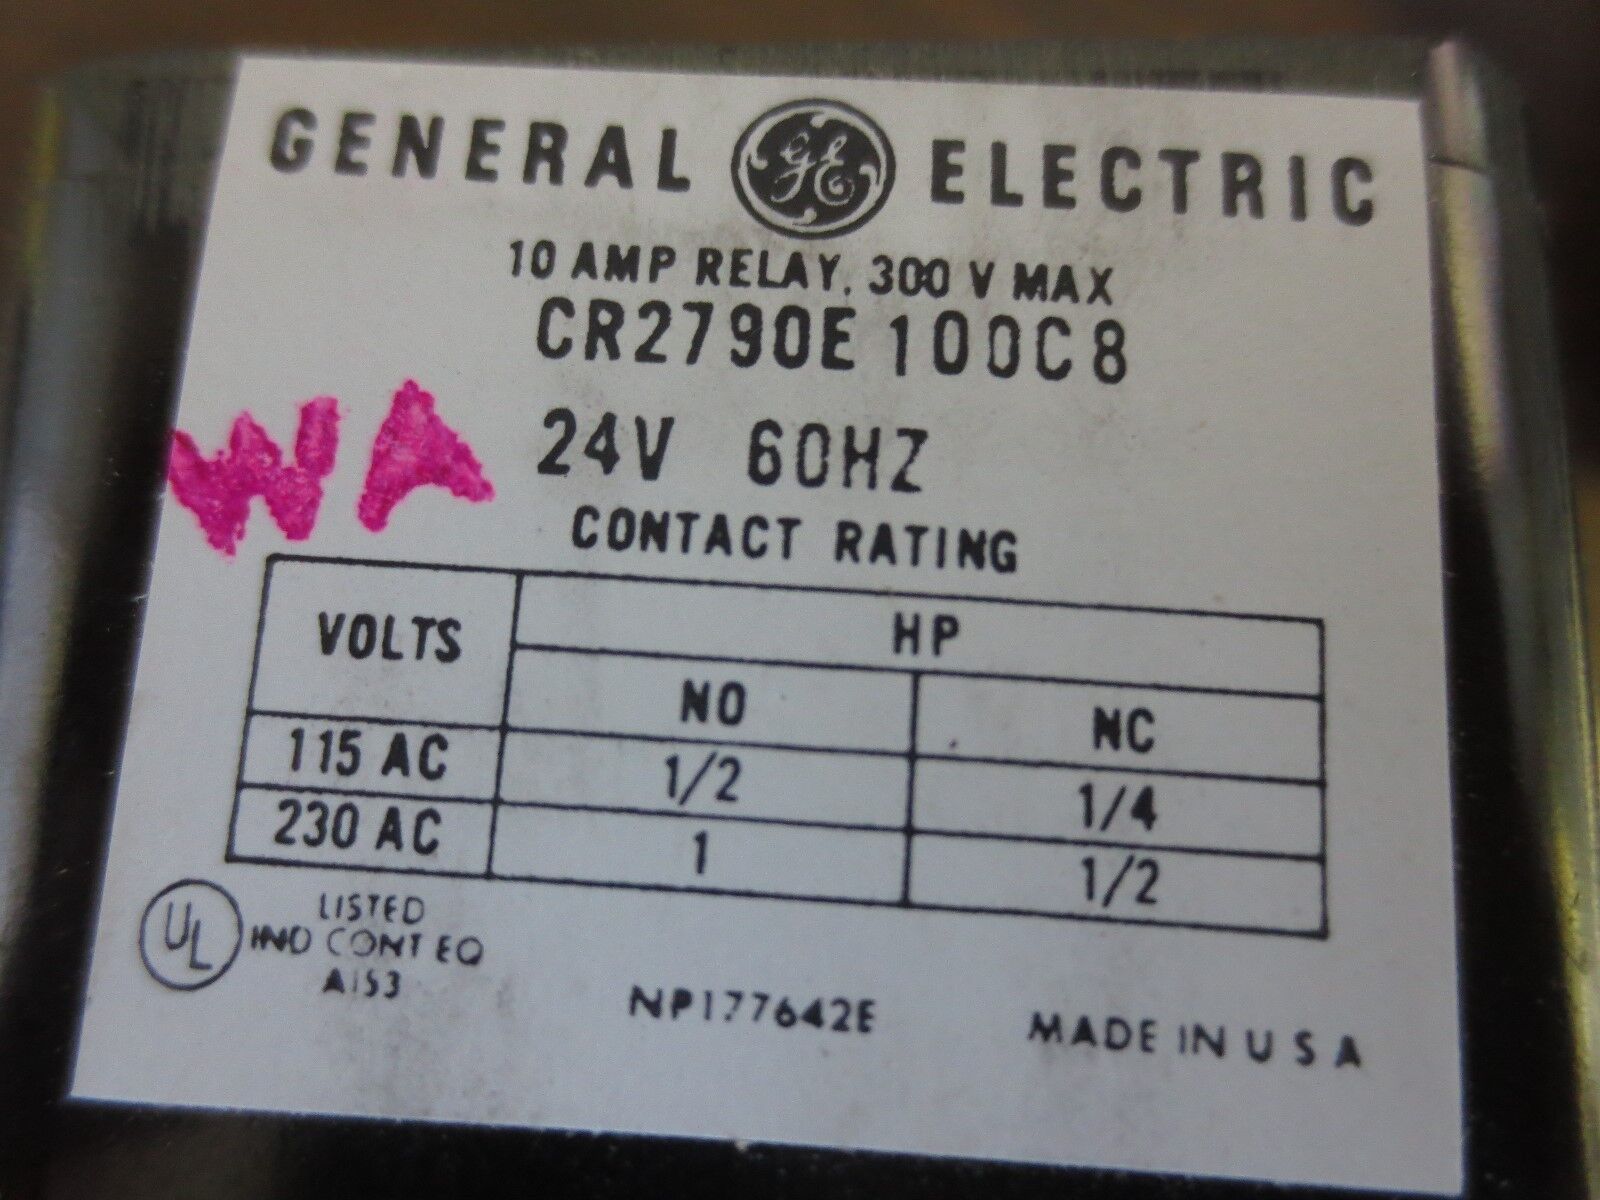 GENERAL GE ELECTRIC
10 AMP RELAY, 300 V MAX
CR2790E 100C8
WA
24V 60HZ
CONTACT RATING
VOLTS HP
NO NC
115 AC 1/2 1/4
230 AC 1 1/2
UL LISTED
IND CONT EQ
A153
NP177642E
MADE IN U S A